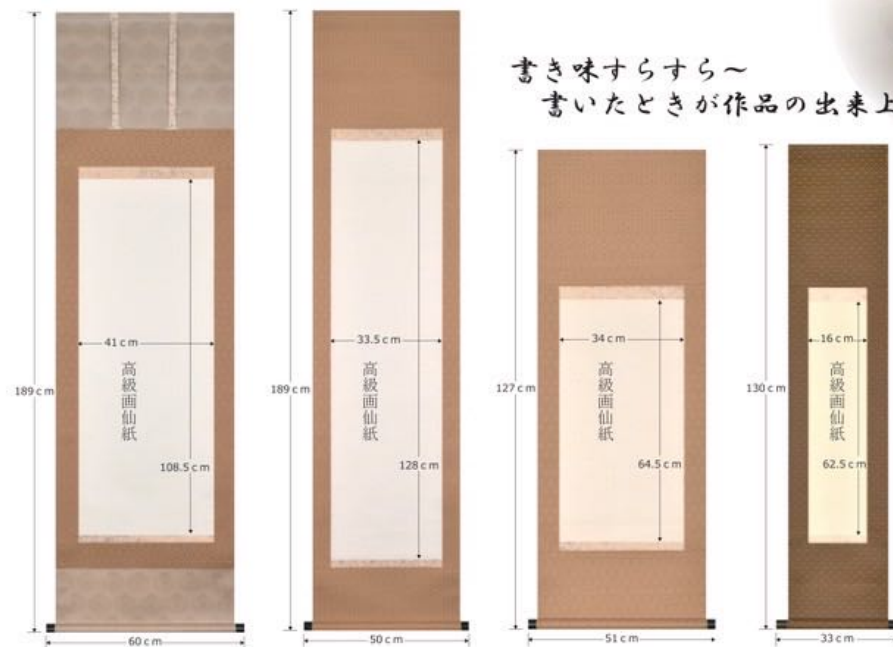 書き味すらすら～
書いたときが作品の出来上
41cm
高級画仙紙
189cm
108.5cm
60cm
33.5cm
高級画仙紙
189cm
128cm
50cm
34cm
高級画仙紙
127cm
64.5cm
51cm
16cm
高級画仙紙
130cm
62.5cm
33cm